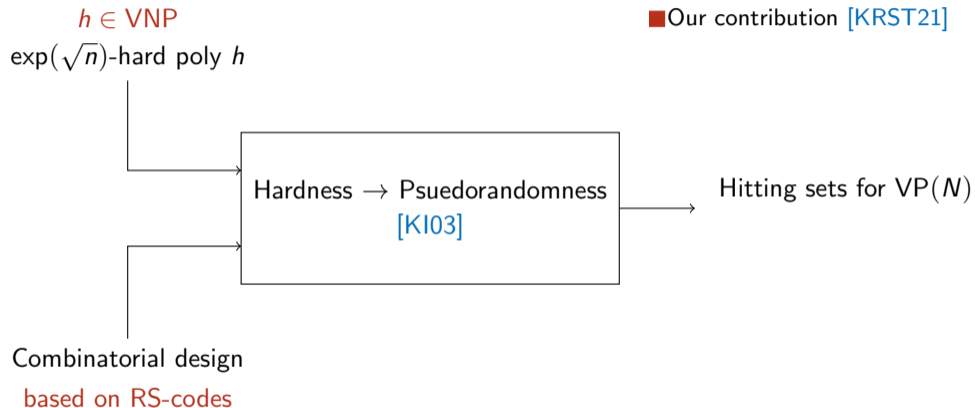 h ∈ VNP
exp(√n)-hard poly h
Our contribution [KRST21]
Hardness → Psuedorandomness
[KI03]
Hitting sets for VP(N)
Combinatorial design
based on RS-codes